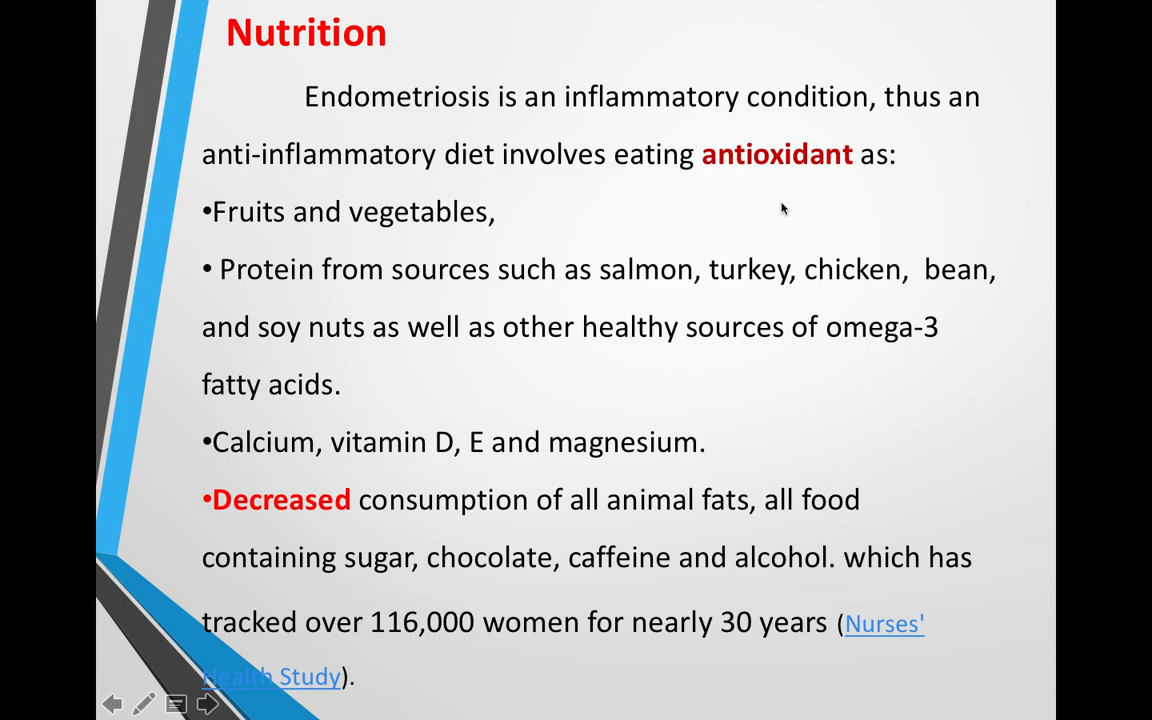 Nutrition
Endometriosis is an inflammatory condition, thus an
anti-inflammatory diet involves eating antioxidant as:
•Fruits and vegetables,
• Protein from sources such as salmon, turkey, chicken,  bean,
and soy nuts as well as other healthy sources of omega-3
fatty acids.
•Calcium, vitamin D, E and magnesium.
•Decreased consumption of all animal fats, all food
containing sugar, chocolate, caffeine and alcohol. which has
tracked over 116,000 women for nearly 30 years (Nurses'
Health Study).